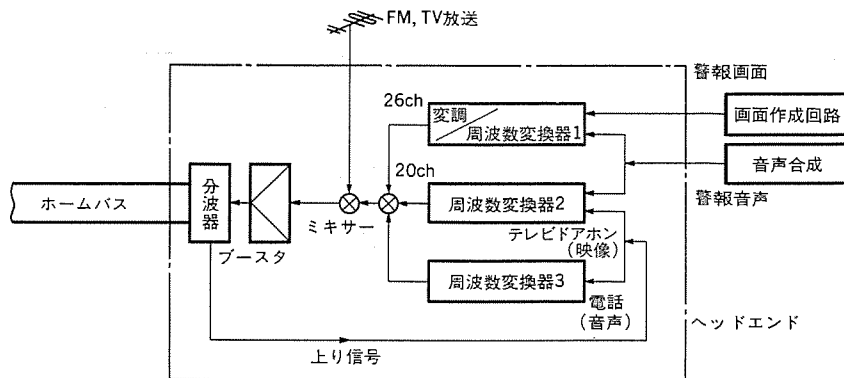 FM, TV放送
警報画面
26ch
変調
周波数変換器1
画面作成回路
音声合成
警報音声
20ch
分波器
ホームバス
周波数変換器2
ミキサー
ブースタ
テレビドアホン
(映像)
周波数変換器3
電話
(音声)
ヘッドエンド
上り信号